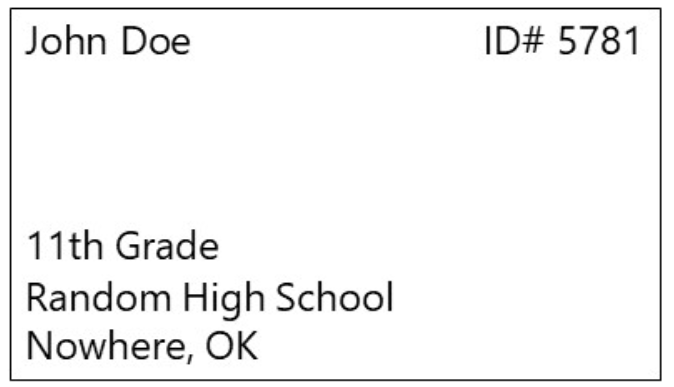 John Doe ID# 5781
11th Grade
Random High School
Nowhere, OK